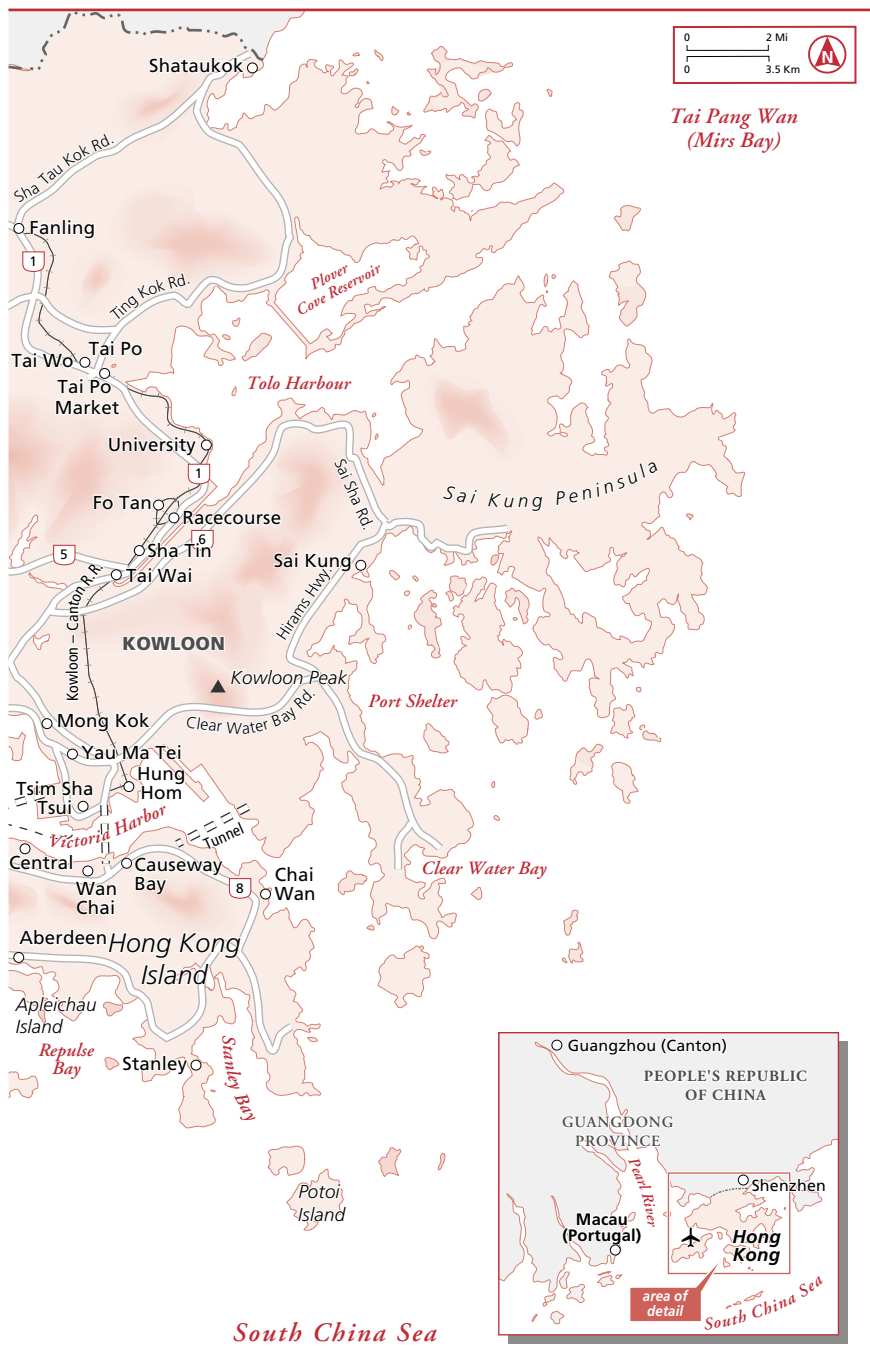 Shataukok
0
2 Mi
0
3.5 Km
N
Tai Pang Wan
(Mirs Bay)
Sha Tau Kok Rd.
Fanling
1
Plover
Cove Reservoir
Ting Kok Rd.
Tai Wo
Tai Po
Tai Po
Market
Tolo Harbour
University
1
Sai Sha Rd.
Sai Kung Peninsula
Fo Tan
Racecourse
6
5
Sha Tin
Sai Kung
Tai Wai
Kowloon – Canton R.R.
Hirams Hwy.
KOWLOON
Kowloon Peak
Port Shelter
Clear Water Bay Rd.
Mong Kok
Yau Ma Tei
Hung
Hom
Tsim Sha
Tsui
Victoria Harbor
Tunnel
Central
Causeway
Bay
Wan
Chai
8
Chai
Wan
Clear Water Bay
Aberdeen
Hong Kong
Island
Apleichau
Island
Repulse
Bay
Stanley
Stanley Bay
Potoi
Island
South China Sea
Guangzhou (Canton)
PEOPLE'S REPUBLIC
OF CHINA
GUANGDONG
PROVINCE
Pearl River
Shenzhen
Macau
(Portugal)
Hong
Kong
area of
detail
South China Sea